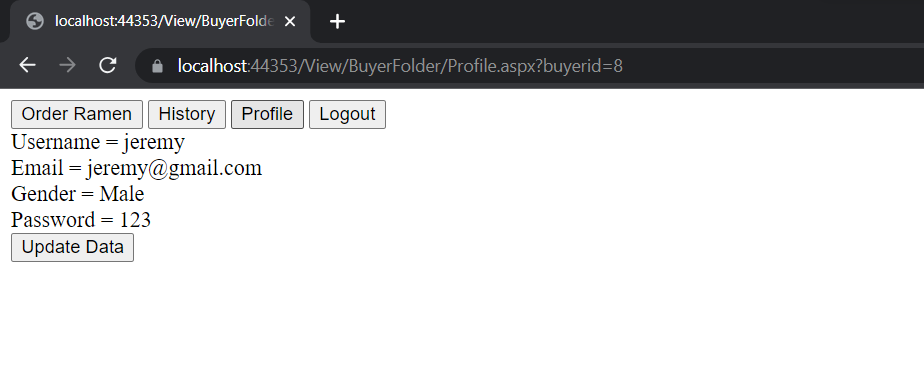 localhost:44353/View/BuyerFolde
localhost:44353/View/BuyerFolder/Profile.aspx?buyerid=8
Order Ramen History Profile Logout
Username = jeremy
Email = jeremy@gmail.com
Gender = Male
Password = 123
Update Data